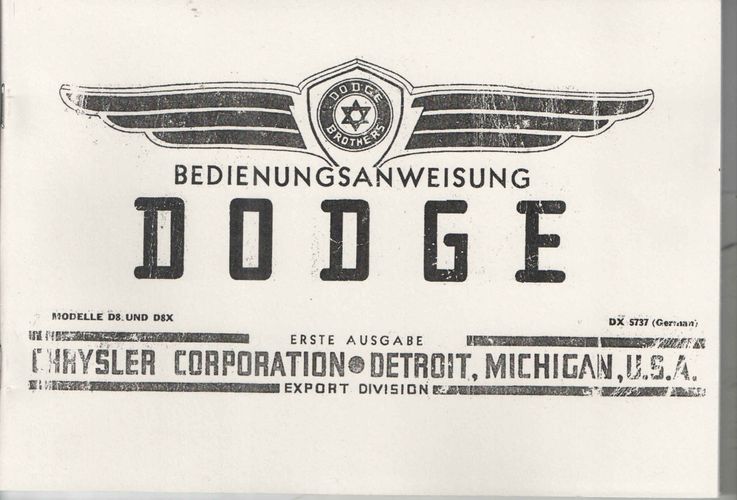 DODGE
BROTHERS
BEDIENUNGSANWEISUNG
DODGE
MODELLE D8 UND D8X
DX 5737 (German)
ERSTE AUSGABE
CHRYSLER CORPORATION ● DETROIT, MICHIGAN, U.S.A.
EXPORT DIVISION